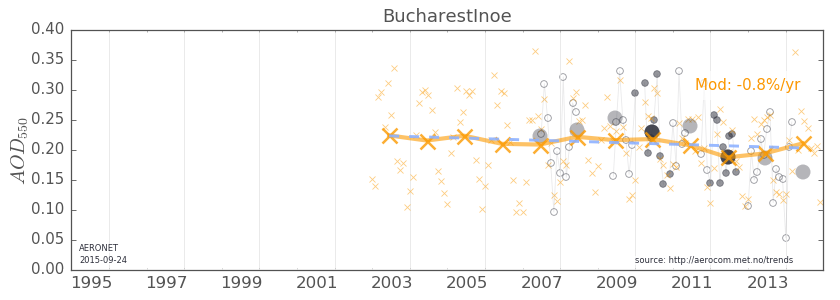 BucharestInoe
0.40
0.35
0.30
0.25
0.20
0.15
0.10
0.05
0.00
AOD550
Mod: -0.8%/yr
AERONET
2015-09-24
source: http://aerocom.met.no/trends
1995 1997 1999 2001 2003 2005 2007 2009 2011 2013